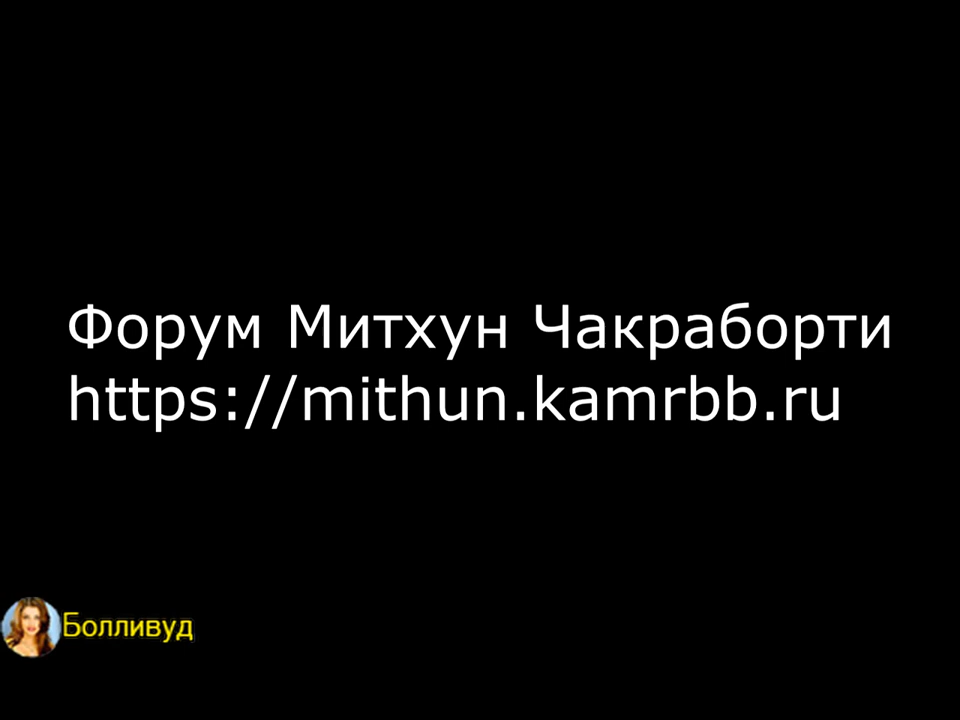 Форум Митхун Чакраборти
https://mithun.kamrbb.ru
Болливуд